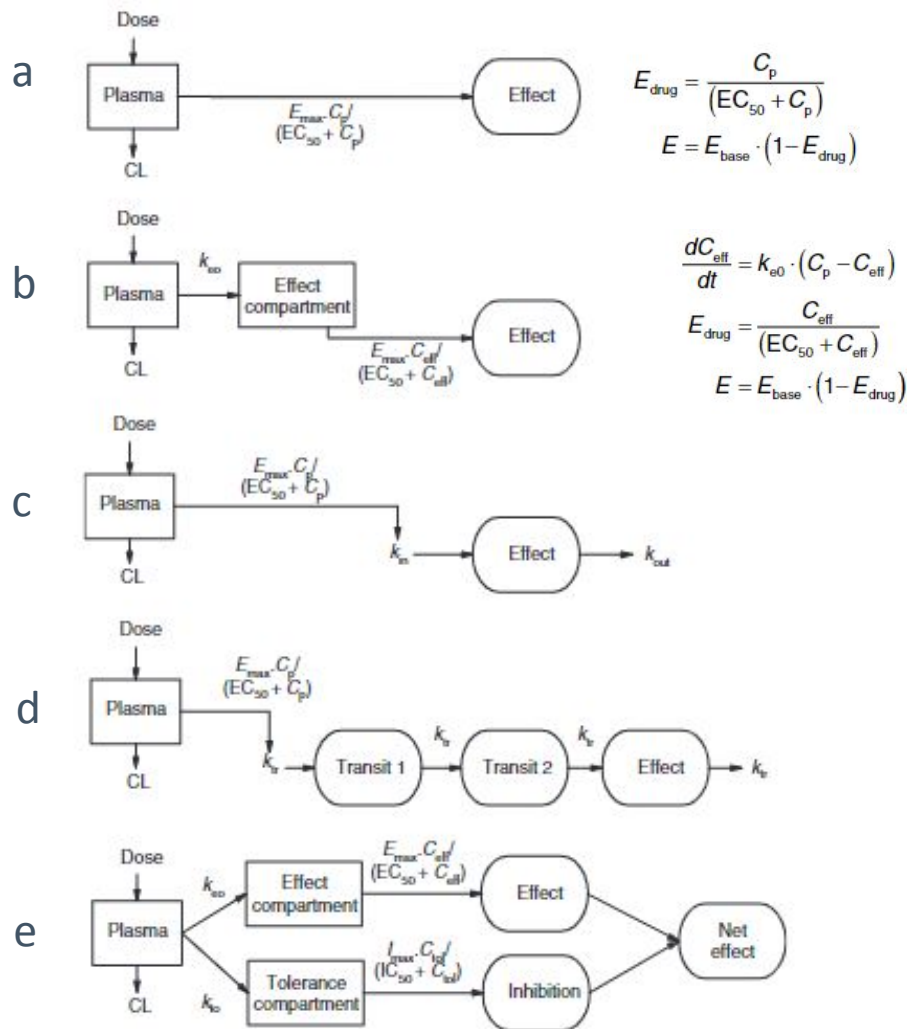 a
Dose
Plasma
CL
E_max.C_p/
(EC_50 + C_p)
Effect
E_drug = C_p / (EC_50 + C_p)
E = E_base · (1 − E_drug)
b
Dose
Plasma
CL
k_eo
Effect
compartment
E_max.C_eff/
(EC_50 + C_eff)
Effect
dC_eff / dt = k_e0 · (C_p − C_eff)
E_drug = C_eff / (EC_50 + C_eff)
E = E_base · (1 − E_drug)
c
Dose
Plasma
CL
E_max.C_p/
(EC_50 + C_p)
k_in
Effect
k_out
d
Dose
Plasma
CL
E_max.C_p/
(EC_50 + C_p)
k_tr
Transit 1
k_tr
Transit 2
k_tr
Effect
k_tr
e
Dose
Plasma
CL
k_eo
Effect
compartment
E_max.C_eff/
(EC_50 + C_eff)
Effect
k_to
Tolerance
compartment
I_max.C_tol/
(IC_50 + C_tol)
Inhibition
Net
effect